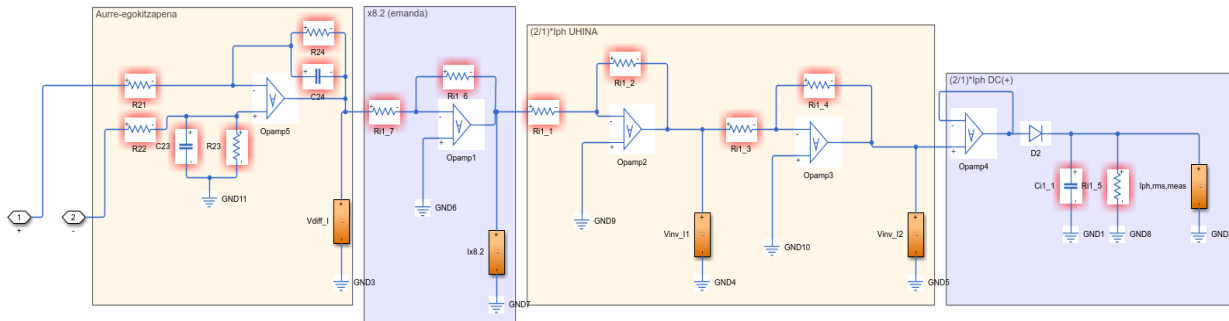 Aurre-egokitzapena
R24
C24
R21
Opamp5
R22
C23
R23
GND11
1
+
2
-
Vdiff_I
GND3
x8.2 (emanda)
Ri1_6
Ri1_7
Opamp1
GND6
Ix8.2
GND7
(2/1)*Iph UHINA
Ri1_2
Ri1_1
Opamp2
GND9
Ri1_4
Ri1_3
Opamp3
GND10
Vinv_I1
GND4
Vinv_I2
GND5
(2/1)*Iph DC(+)
Opamp4
D2
Ci1_1
Ri1_5
Iph,rms,meas
GND1
GND8